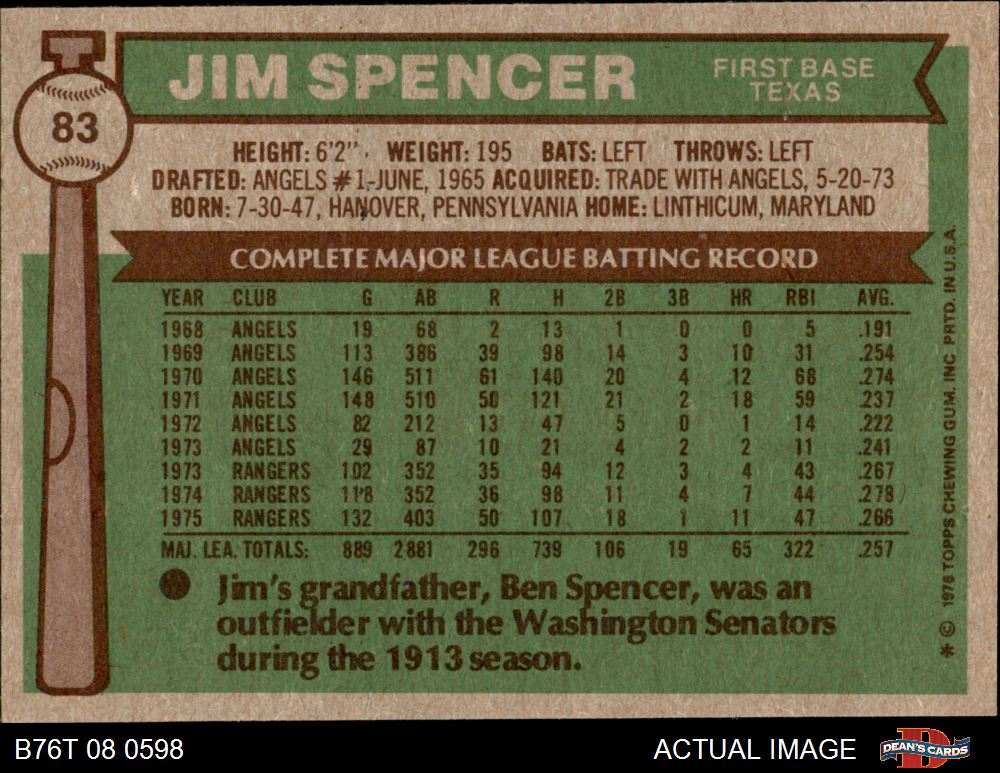 JIM SPENCER FIRST BASE
TEXAS
83
HEIGHT: 6'2" WEIGHT: 195 BATS: LEFT THROWS: LEFT
DRAFTED: ANGELS #1-JUNE, 1965 ACQUIRED: TRADE WITH ANGELS, 5-20-73
BORN: 7-30-47, HANOVER, PENNSYLVANIA HOME: LINTHICUM, MARYLAND
COMPLETE MAJOR LEAGUE BATTING RECORD
YEAR CLUB G AB R H 2B 3B HR RBI AVG.
1968 ANGELS 19 68 2 13 1 0 0 5 .191
1969 ANGELS 113 386 39 98 14 3 10 31 .254
1970 ANGELS 146 511 61 140 20 4 12 68 .274
1971 ANGELS 148 510 50 121 21 2 18 59 .237
1972 ANGELS 82 212 13 47 5 0 1 14 .222
1973 ANGELS 29 87 10 21 4 2 2 11 .241
1973 RANGERS 102 352 35 94 12 3 4 43 .267
1974 RANGERS 118 352 36 98 11 4 7 44 .278
1975 RANGERS 132 403 50 107 18 1 11 47 .266
MAJ. LEA. TOTALS: 889 2881 296 739 106 19 65 322 .257
Jim's grandfather, Ben Spencer, was an
outfielder with the Washington Senators
during the 1913 season.
* © 1976 TOPPS CHEWING GUM, INC PRTD. IN U.S.A.
B76T 08 0598 ACTUAL IMAGE
DEAN'S CARDS